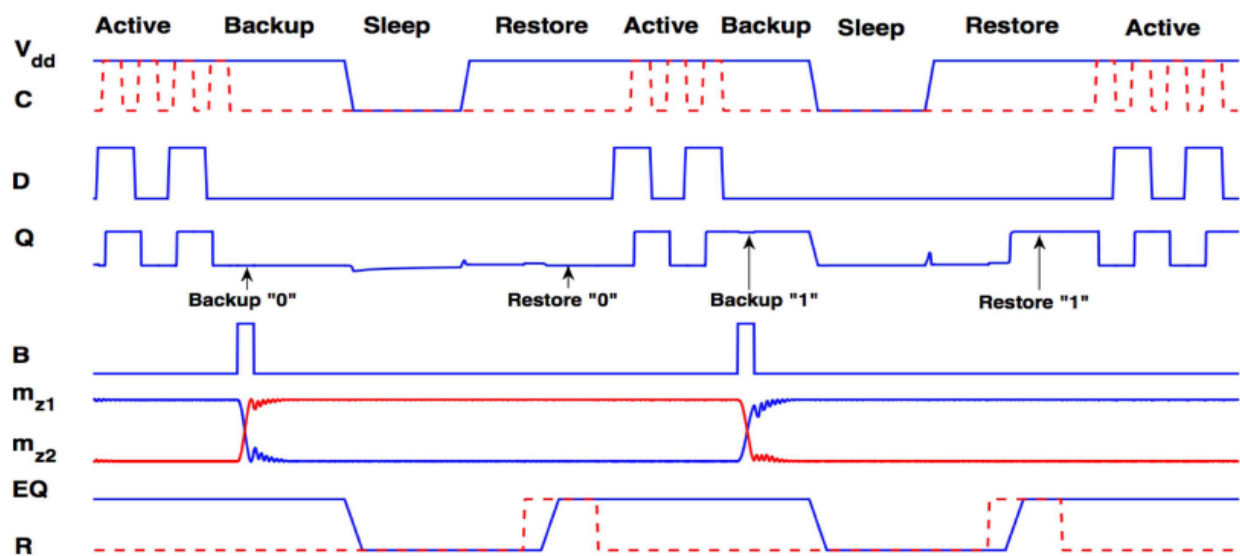 Active Backup Sleep Restore Active Backup Sleep Restore Active
Vdd
C
D
Q
Backup "0" Restore "0" Backup "1" Restore "1"
B
mz1
mz2
EQ
R